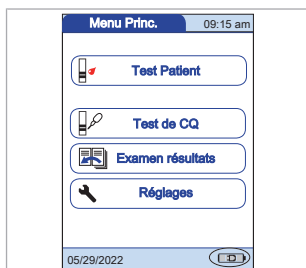 Menu Princ. 09:15 am
Test Patient
Test de CQ
Examen résultats
Réglages
05/29/2022